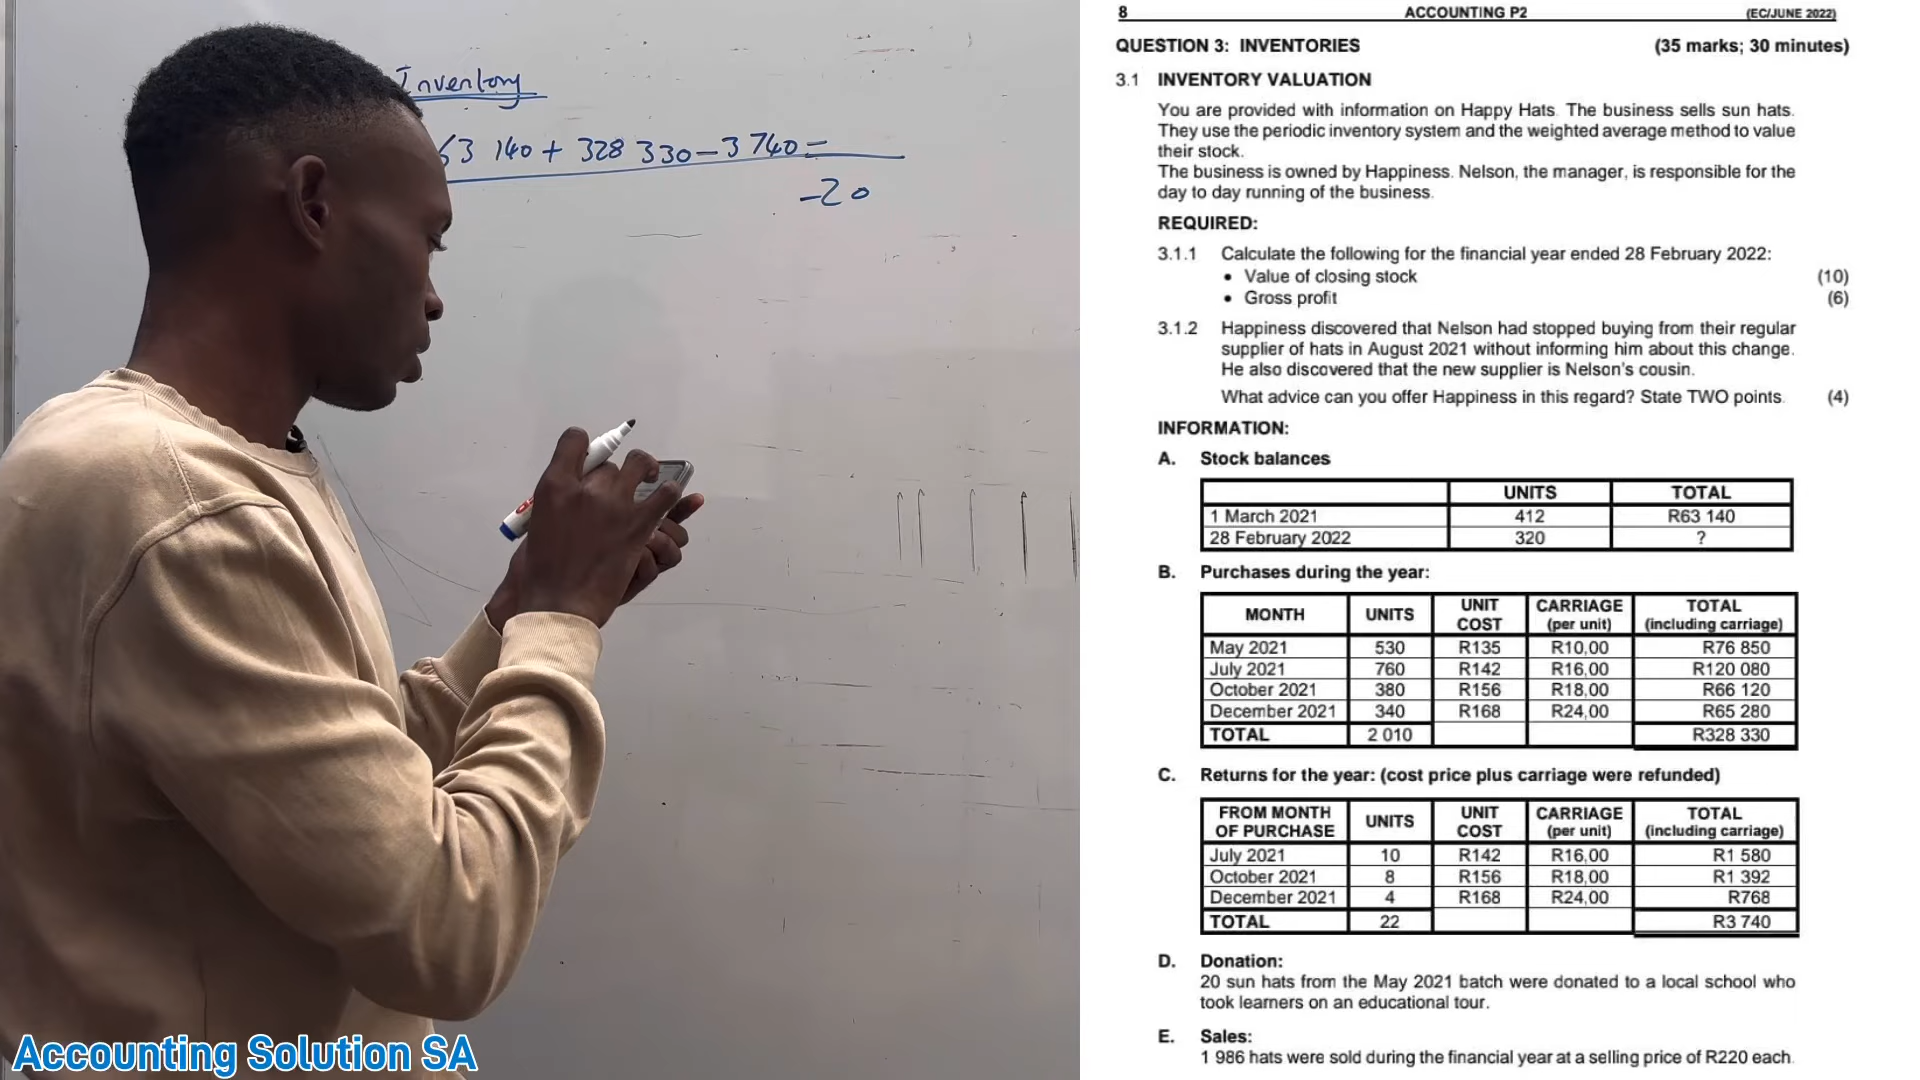 Inventory
63 140 + 328 330 - 3 740 =
-20
Accounting Solution SA
8 ACCOUNTING P2 (EC/JUNE 2022)
QUESTION 3: INVENTORIES (35 marks; 30 minutes)
3.1 INVENTORY VALUATION
You are provided with information on Happy Hats. The business sells sun hats.
They use the periodic inventory system and the weighted average method to value
their stock.
The business is owned by Happiness. Nelson, the manager, is responsible for the
day to day running of the business.
REQUIRED:
3.1.1 Calculate the following for the financial year ended 28 February 2022:
• Value of closing stock (10)
• Gross profit (6)
3.1.2 Happiness discovered that Nelson had stopped buying from their regular
supplier of hats in August 2021 without informing him about this change.
He also discovered that the new supplier is Nelson's cousin.
What advice can you offer Happiness in this regard? State TWO points. (4)
INFORMATION:
A. Stock balances
UNITS TOTAL
1 March 2021 412 R63 140
28 February 2022 320 ?
B. Purchases during the year:
MONTH UNITS UNIT COST CARRIAGE (per unit) TOTAL (including carriage)
May 2021 530 R135 R10,00 R76 850
July 2021 760 R142 R16,00 R120 080
October 2021 380 R156 R18,00 R66 120
December 2021 340 R168 R24,00 R65 280
TOTAL 2 010 R328 330
C. Returns for the year: (cost price plus carriage were refunded)
FROM MONTH OF PURCHASE UNITS UNIT COST CARRIAGE (per unit) TOTAL (including carriage)
July 2021 10 R142 R16,00 R1 580
October 2021 8 R156 R18,00 R1 392
December 2021 4 R168 R24,00 R768
TOTAL 22 R3 740
D. Donation:
20 sun hats from the May 2021 batch were donated to a local school who
took learners on an educational tour.
E. Sales:
1 986 hats were sold during the financial year at a selling price of R220 each.